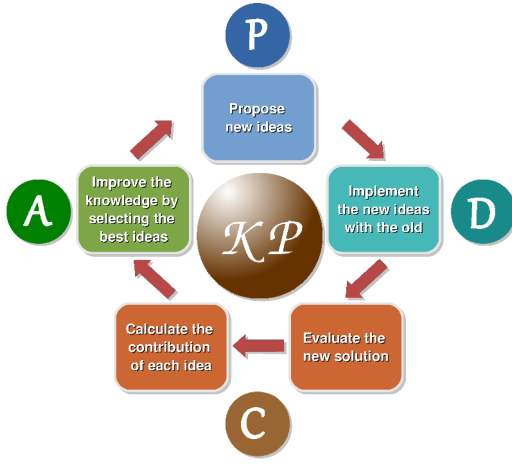 P
Propose
new ideas
A
Improve the
knowledge by
selecting the
best ideas
KP
Implement
the new ideas
with the old
D
Calculate the
contribution
of each idea
Evaluate the
new solution
C